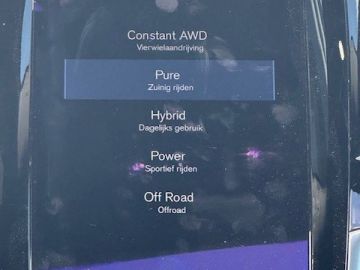 Constant AWD
Vierwielaandrijving
Pure
Zuinig rijden
Hybrid
Dagelijks gebruik
Power
Sportief rijden
Off Road
Offroad